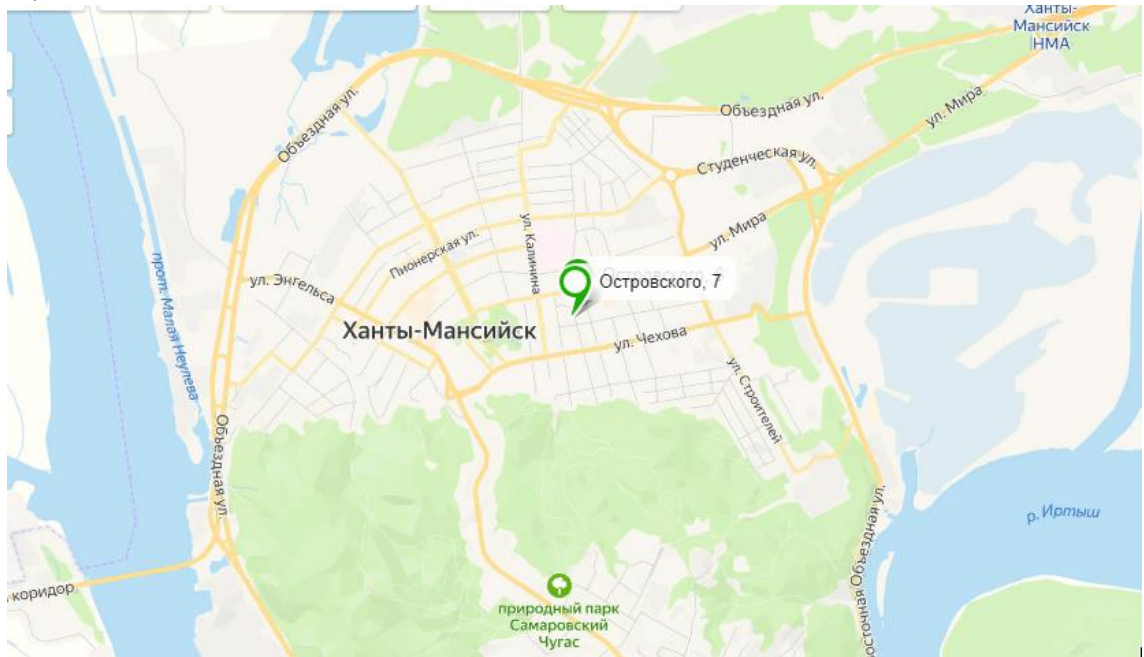 Ханты-
Мансийск
НМА
Объездная ул.
ул. Мира
Объездная ул.
Студенческая ул.
ул. Калинина
ул. Мира
Пионерская ул.
прот. Малая Неулева
ул. Энгельса
Островского, 7
Ханты-Мансийск
ул. Чехова
ул. Строителей
Объездная ул.
р. Иртыш
коридор
природный парк
Самаровский
Чугас
осточная Объездная ул.